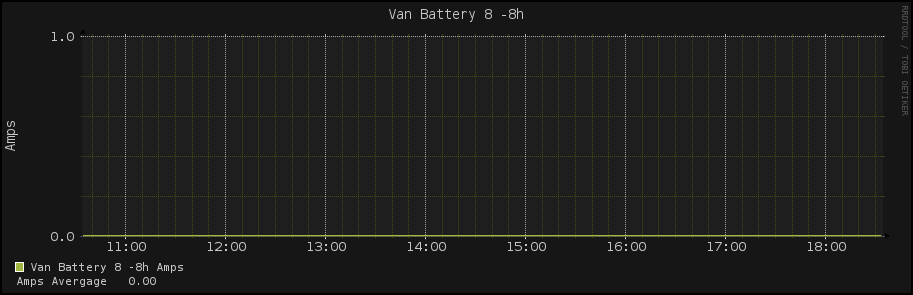 Van Battery 8 -8h
RRDTOOL / TOBI OETIKER
1.0
Amps
0.0
11:00 12:00 13:00 14:00 15:00 16:00 17:00 18:00
Van Battery 8 -8h Amps
Amps Avergage 0.00